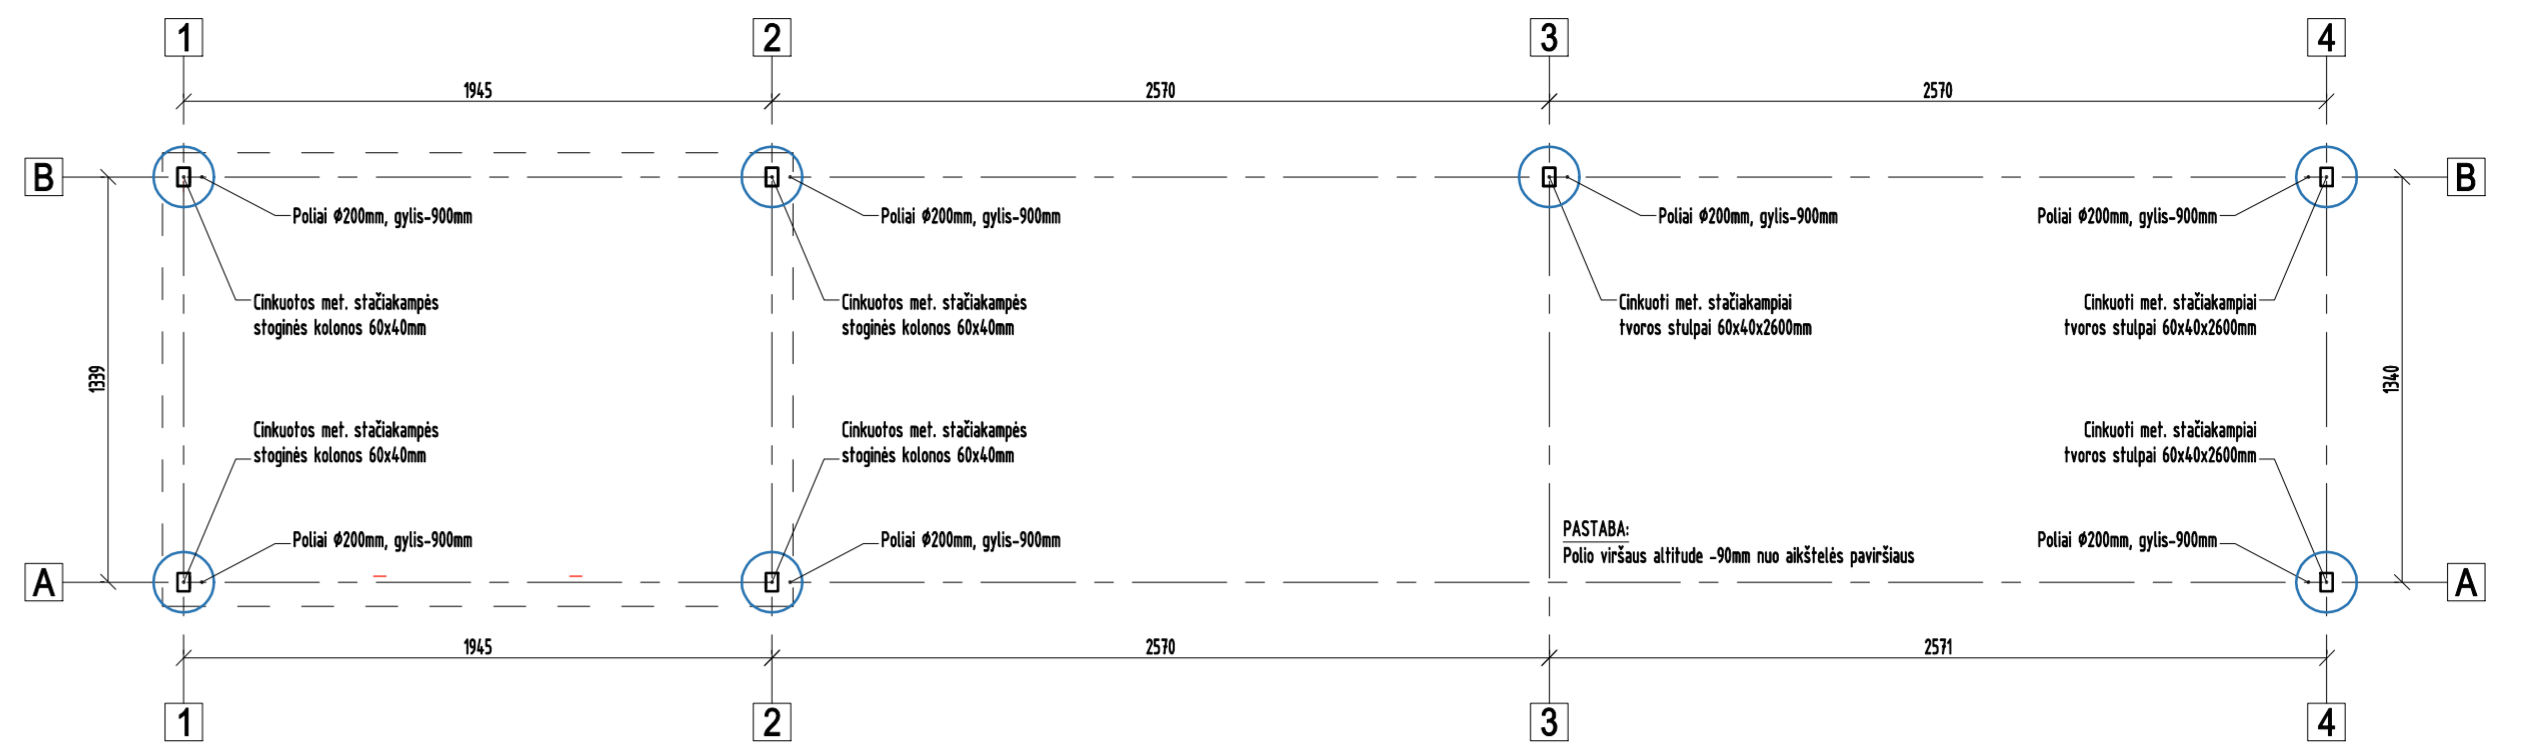 1 2 3 4
1945 2570 2570
B B
Poliai Ø200mm, gylis-900mm Poliai Ø200mm, gylis-900mm Poliai Ø200mm, gylis-900mm Poliai Ø200mm, gylis-900mm
Cinkuotos met. stačiakampės
stoginės kolonos 60x40mm
Cinkuotos met. stačiakampės
stoginės kolonos 60x40mm
Cinkuoti met. stačiakampiai
tvoros stulpai 60x40x2600mm
Cinkuoti met. stačiakampiai
tvoros stulpai 60x40x2600mm
1339 1340
Cinkuotos met. stačiakampės
stoginės kolonos 60x40mm
Cinkuotos met. stačiakampės
stoginės kolonos 60x40mm
Cinkuoti met. stačiakampiai
tvoros stulpai 60x40x2600mm
Poliai Ø200mm, gylis-900mm Poliai Ø200mm, gylis-900mm
PASTABA:
Polio viršaus altitude -90mm nuo aikštelės paviršiaus
Poliai Ø200mm, gylis-900mm
A A
1945 2570 2571
1 2 3 4